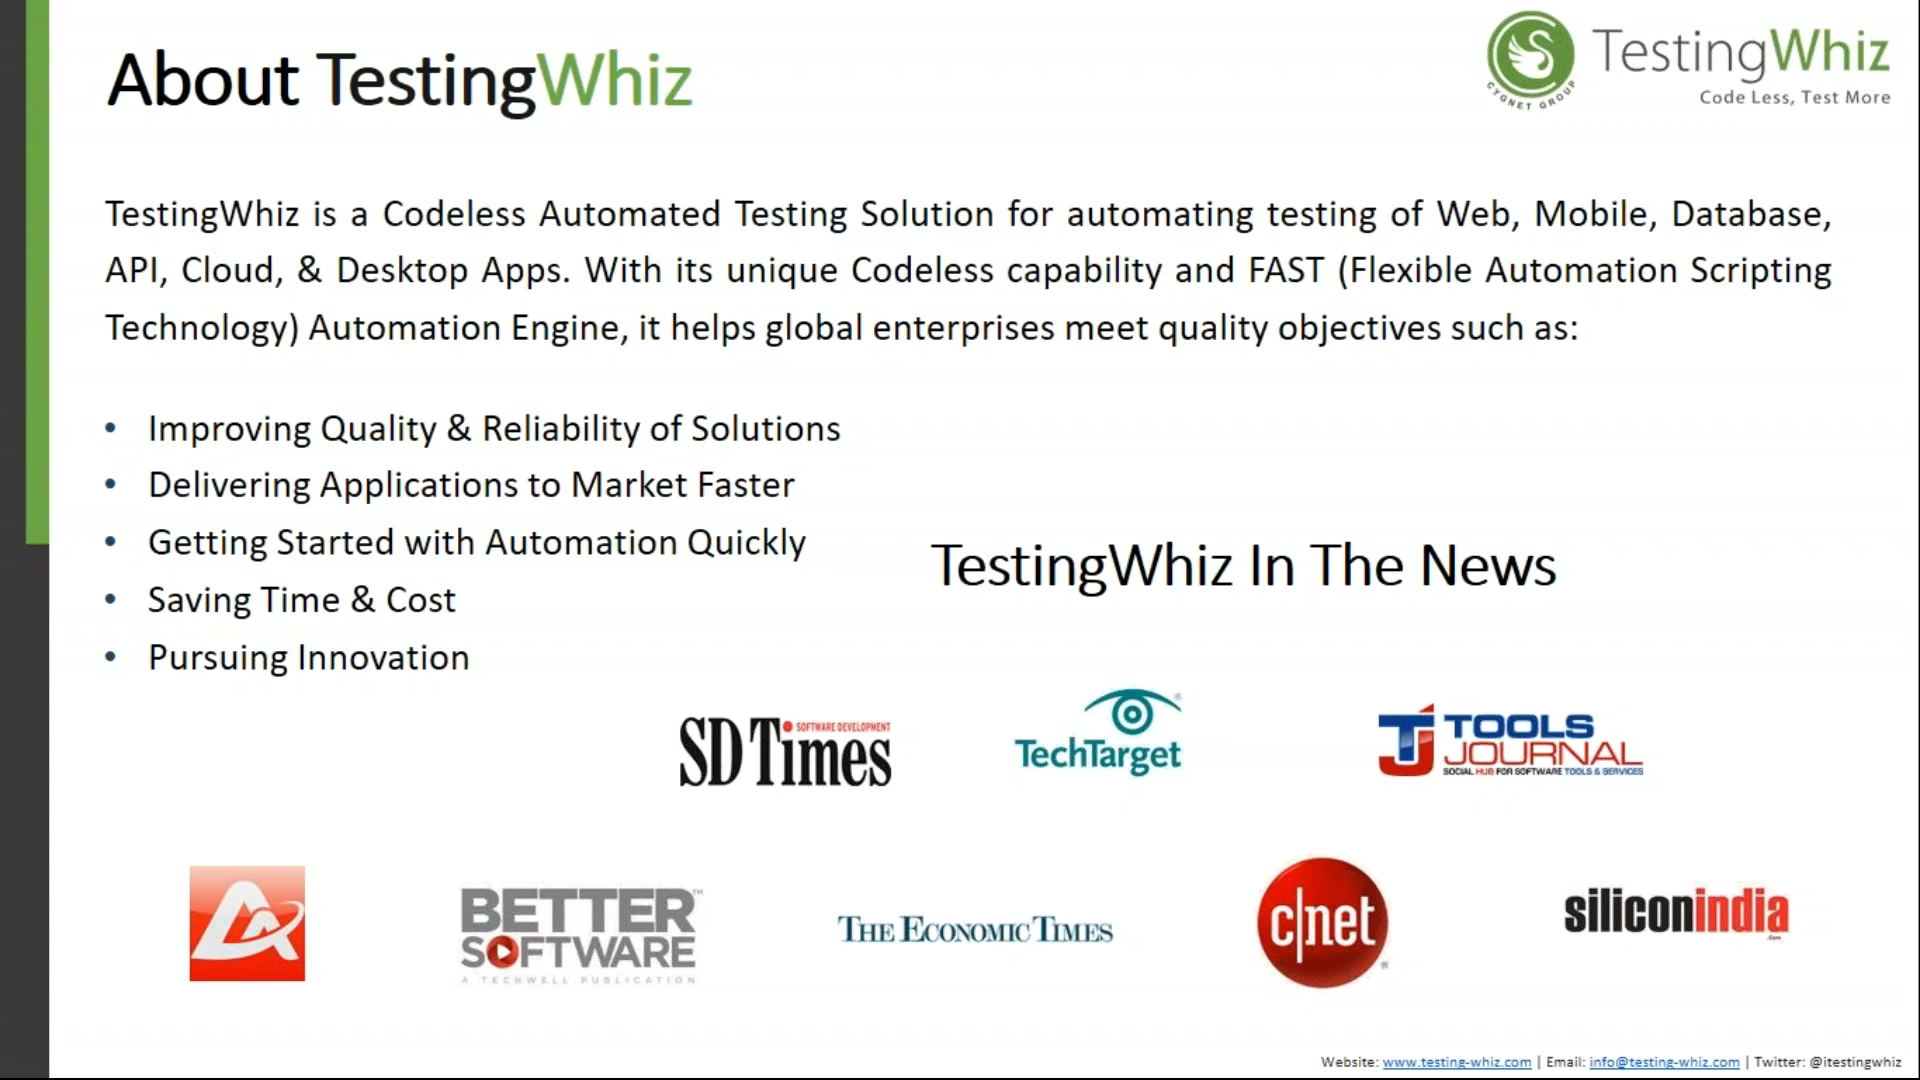 About TestingWhiz
CYGNET GROUP
TestingWhiz
Code Less, Test More
TestingWhiz is a Codeless Automated Testing Solution for automating testing of Web, Mobile, Database,
API, Cloud, & Desktop Apps. With its unique Codeless capability and FAST (Flexible Automation Scripting
Technology) Automation Engine, it helps global enterprises meet quality objectives such as:
• Improving Quality & Reliability of Solutions
• Delivering Applications to Market Faster
• Getting Started with Automation Quickly
• Saving Time & Cost
• Pursuing Innovation
TestingWhiz In The News
SD Times SOFTWARE DEVELOPMENT
TechTarget®
TJ TOOLS
JOURNAL
SOCIAL HUB FOR SOFTWARE TOOLS & SERVICES
BETTER™
SOFTWARE
A TECHWELL PUBLICATION
THE ECONOMIC TIMES
c|net®
siliconindia
.com
Website: www.testing-whiz.com | Email: info@testing-whiz.com | Twitter: @itestingwhiz